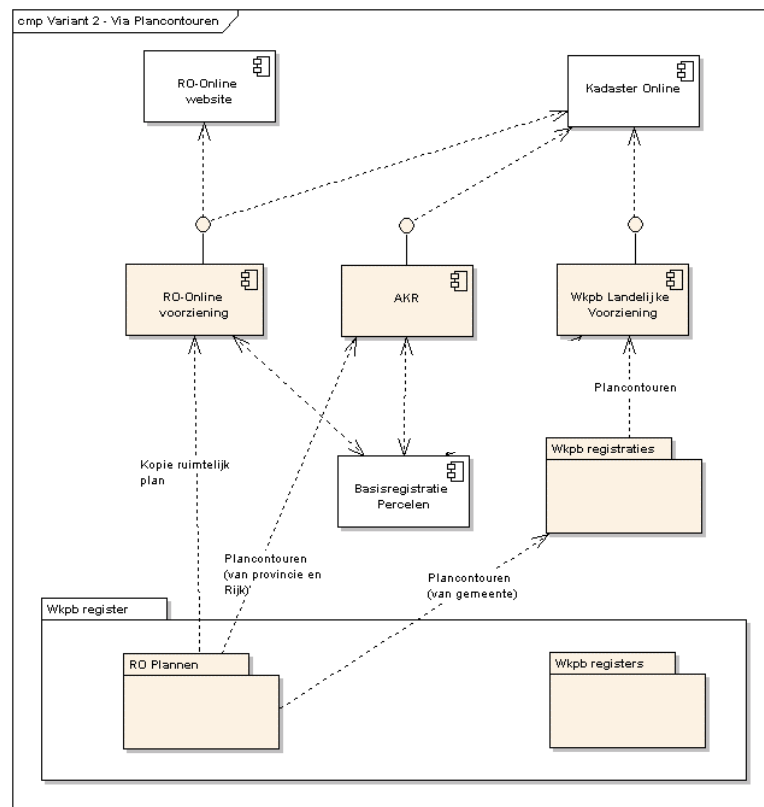 cmp Variant 2 - Via Plancontouren
RO-Online
website
Kadaster Online
RO-Online
voorziening
AKR
Wkpb Landelijke
Voorziening
Plancontouren
Wkpb registraties
Kopie ruimtelijk
plan
Basisregistratie
Percelen
Plancontouren
(van provincie en
Rijk)'
Plancontouren
(van gemeente)
Wkpb register
RO Plannen
Wkpb registers